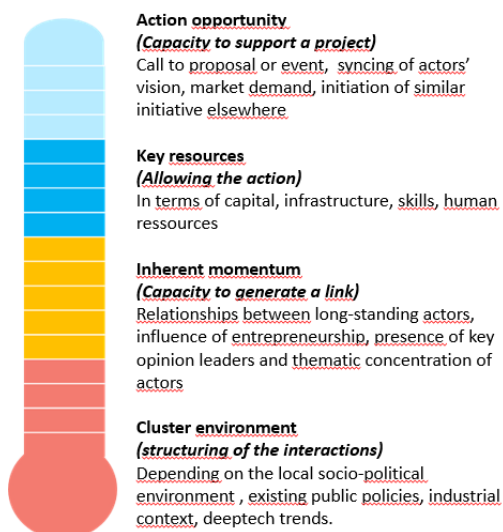 Action opportunity
(Capacity to support a project)
Call to proposal or event, syncing of actors'
vision, market demand, initiation of similar
initiative elsewhere
Key resources
(Allowing the action)
In terms of capital, infrastructure, skills, human
ressources
Inherent momentum
(Capacity to generate a link)
Relationships between long-standing actors,
influence of entrepreneurship, presence of key
opinion leaders and thematic concentration of
actors
Cluster environment
(structuring of the interactions)
Depending on the local socio-political
environment , existing public policies, industrial
context, deeptech trends.